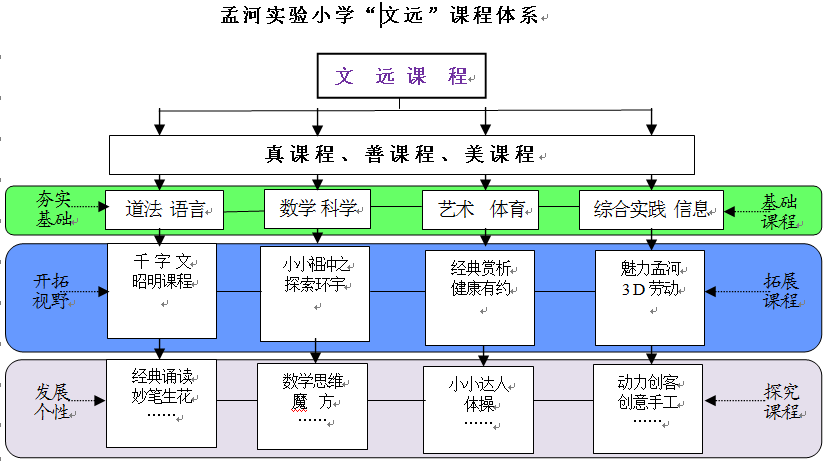 孟河实验小学“文远”课程体系
文 远 课 程
真课程、善课程、美课程
夯实
基础
道法 语言
数学 科学
艺术 体育
综合实践 信息
基础
课程
开拓
视野
千 字 文
昭明课程
小小祖冲之
探索环宇
经典赏析
健康有约
魅力孟河
3D 劳动
拓展
课程
发展
个性
经典诵读
妙笔生花
……
数学思维
魔 方
……
小小达人
体操
……
动力创客
创意手工
……
探究
课程